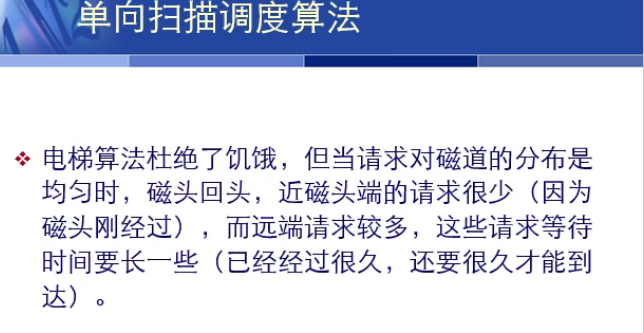 单向扫描调度算法
电梯算法杜绝了饥饿，但当请求对磁道的分布是
均匀时，磁头回头，近磁头端的请求很少（因为
磁头刚经过），而远端请求较多，这些请求等待
时间要长一些（已经经过很久，还要很久才能到
达）。